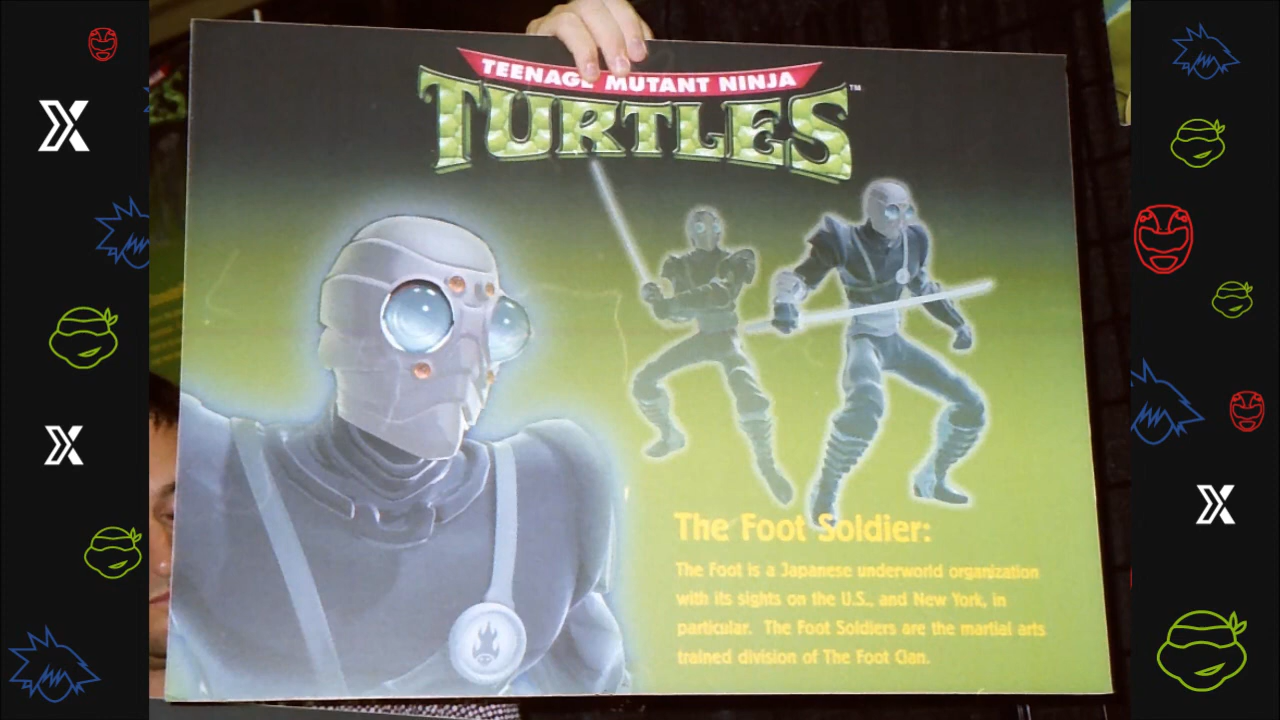 TEENAGE MUTANT NINJA
TURTLES™
The Foot Soldier:
The Foot is a Japanese underworld organization
with its sights on the U.S., and New York, in
particular. The Foot Soldiers are the martial arts
trained division of The Foot Clan.